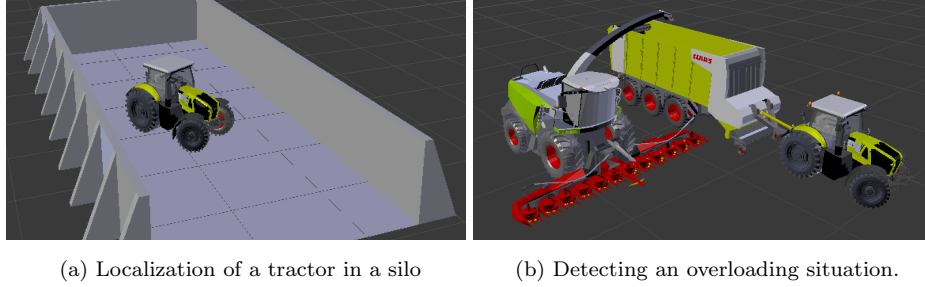 CLAAS
(a) Localization of a tractor in a silo
(b) Detecting an overloading situation.